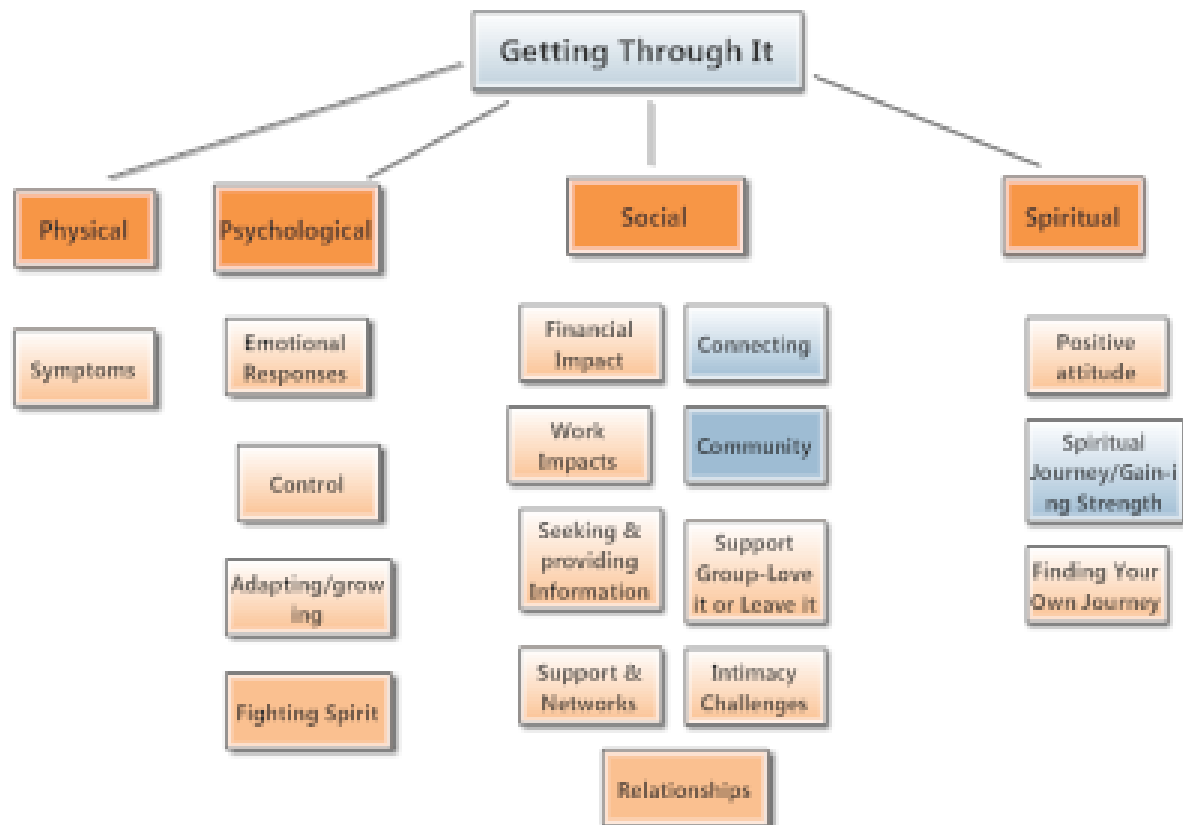 Getting Through It
Physical
Psychological
Social
Spiritual
Symptoms
Emotional
Responses
Control
Adapting/grow
ing
Fighting Spirit
Financial
Impact
Connecting
Work
Impacts
Community
Seeking &
providing
Information
Support
Group-Love
it or Leave it
Support &
Networks
Intimacy
Challenges
Relationships
Positive
attitude
Spiritual
Journey/Gain-i
ng Strength
Finding Your
Own Journey